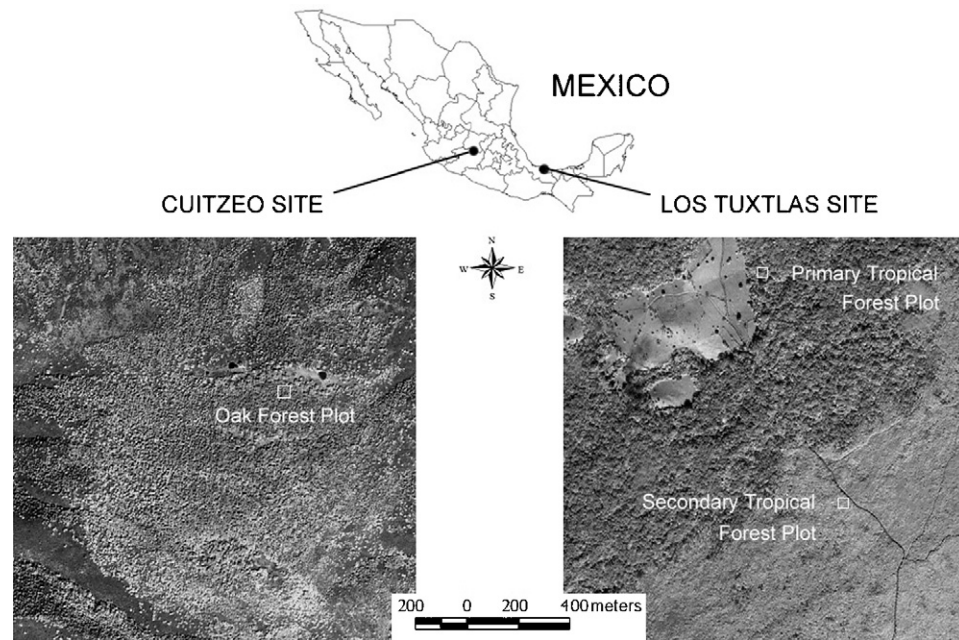 MEXICO
CUITZEO SITE
LOS TUXTLAS SITE
N
W E
S
Oak Forest Plot
Primary Tropical
Forest Plot
Secondary Tropical
Forest Plot
200 0 200 400 meters